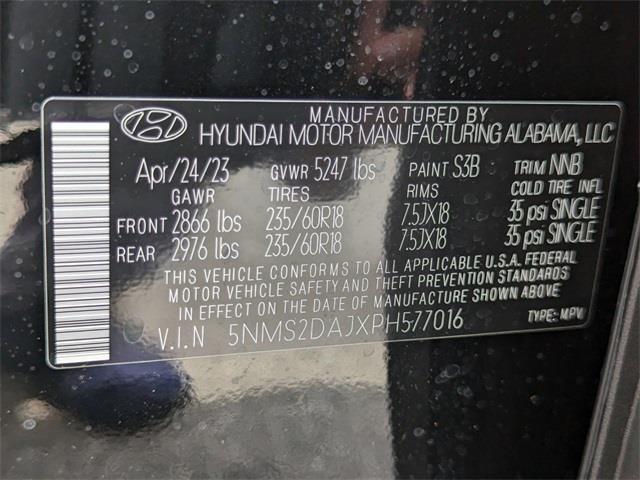 MANUFACTURED BY
HYUNDAI MOTOR MANUFACTURING ALABAMA, LLC
Apr/24/23 GVWR 5247 lbs PAINT S3B TRIM NNB
GAWR TIRES RIMS COLD TIRE INFL
FRONT 2866 lbs 235/60R18 7.5JX18 35 psi SINGLE
REAR 2976 lbs 235/60R18 7.5JX18 35 psi SINGLE
THIS VEHICLE CONFORMS TO ALL APPLICABLE U.S.A. FEDERAL
MOTOR VEHICLE SAFETY AND THEFT PREVENTION STANDARDS
IN EFFECT ON THE DATE OF MANUFACTURE SHOWN ABOVE.
V.I.N 5NMS2DAJXPH577016 TYPE: MPV